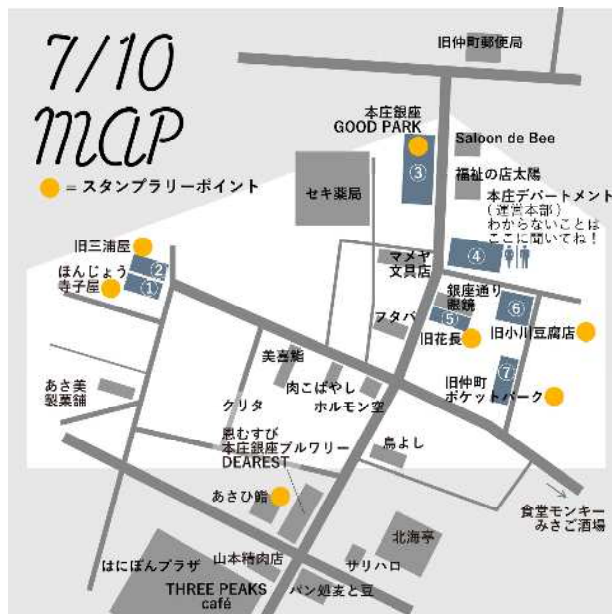 7/10
MAP
= スタンプラリーポイント
旧仲町郵便局
本庄銀座
GOOD PARK
③
Saloon de Bee
福祉の店太陽
セキ薬局
本庄デパートメント
(運営本部)
わからないことは
ここに聞いてね!
④
マメヤ
文具店
旧三浦屋
②
ほんじょう
寺子屋
①
銀座通り
眼鏡
⑤
⑥
フタバ
旧花長
旧小川豆腐店
美喜鮨
⑦
旧仲町
ポケットパーク
肉こばやし
ホルモン空
あさ美
製菓舗
クリタ
恩むすび
本庄銀座ブルワリー
DEAREST
鳥よし
あさひ鮨
食堂モンキー
みさご酒場
北海亭
はにぽんプラザ
山本精肉店
サリハロ
THREE PEAKS
café
パン処麦と豆